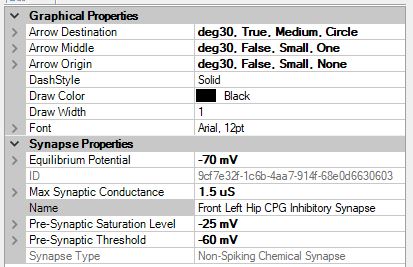 Graphical Properties
Arrow Destination deg30, True, Medium, Circle
Arrow Middle deg30, False, Small, One
Arrow Origin deg30, False, Small, None
DashStyle Solid
Draw Color Black
Draw Width 1
Font Arial, 12pt
Synapse Properties
Equilibrium Potential -70 mV
ID 9cf7e32f-1c6b-4aa7-914f-68e0d6630603
Max Synaptic Conductance 1.5 uS
Name Front Left Hip CPG Inhibitory Synapse
Pre-Synaptic Saturation Level -25 mV
Pre-Synaptic Threshold -60 mV
Synapse Type Non-Spiking Chemical Synapse